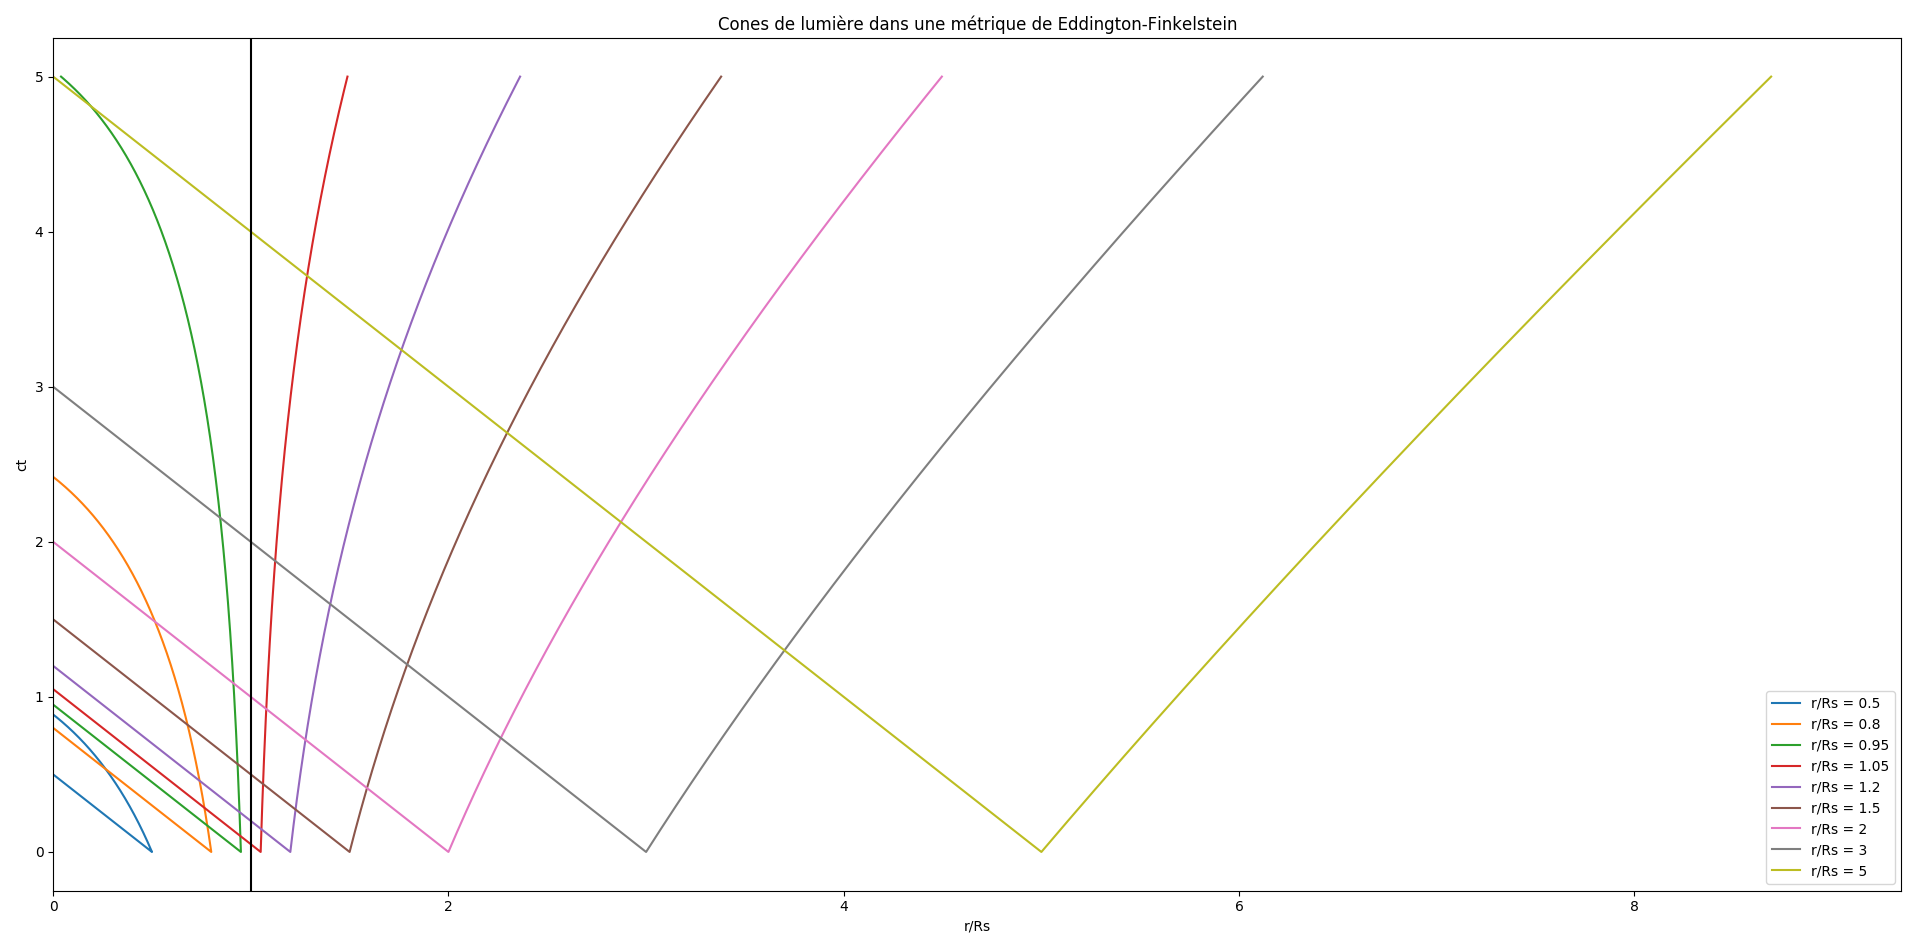 Cones de lumière dans une métrique de Eddington-Finkelstein
5
4
3
2
1
0
ct
0
2
4
6
8
r/Rs
r/Rs = 0.5
r/Rs = 0.8
r/Rs = 0.95
r/Rs = 1.05
r/Rs = 1.2
r/Rs = 1.5
r/Rs = 2
r/Rs = 3
r/Rs = 5